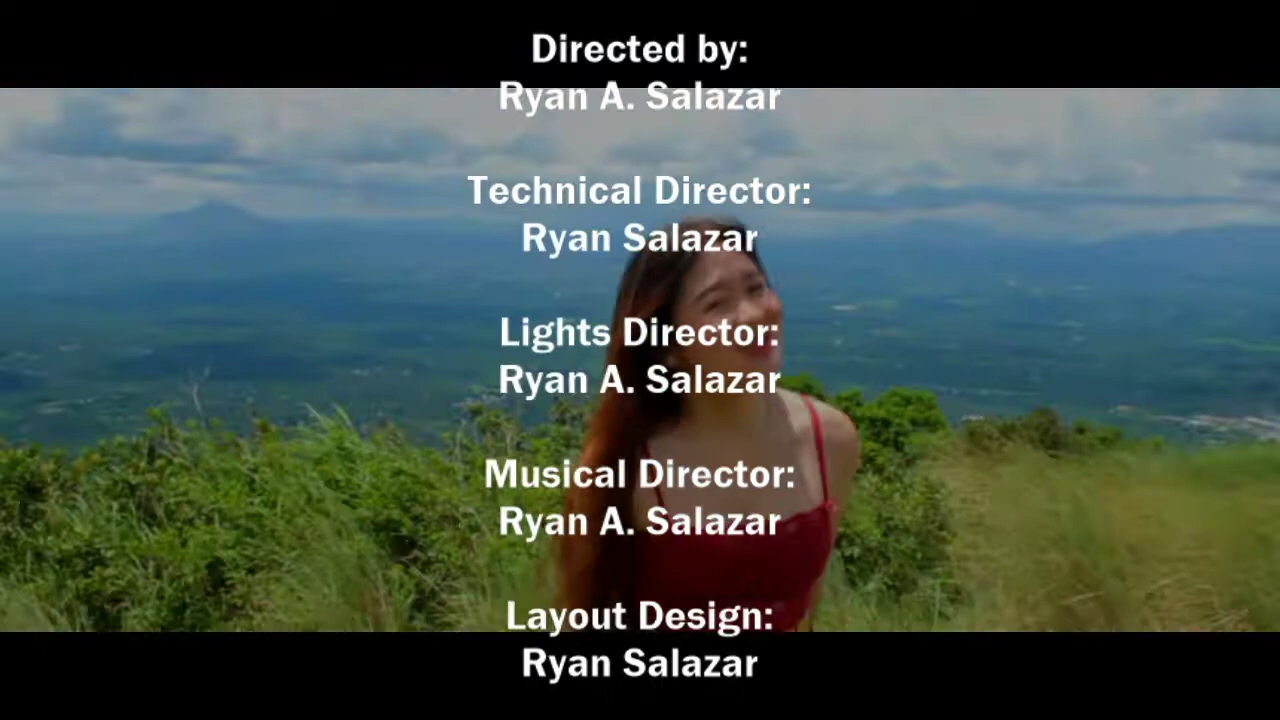 Directed by:
Ryan A. Salazar
Technical Director:
Ryan Salazar
Lights Director:
Ryan A. Salazar
Musical Director:
Ryan A. Salazar
Layout Design:
Ryan Salazar